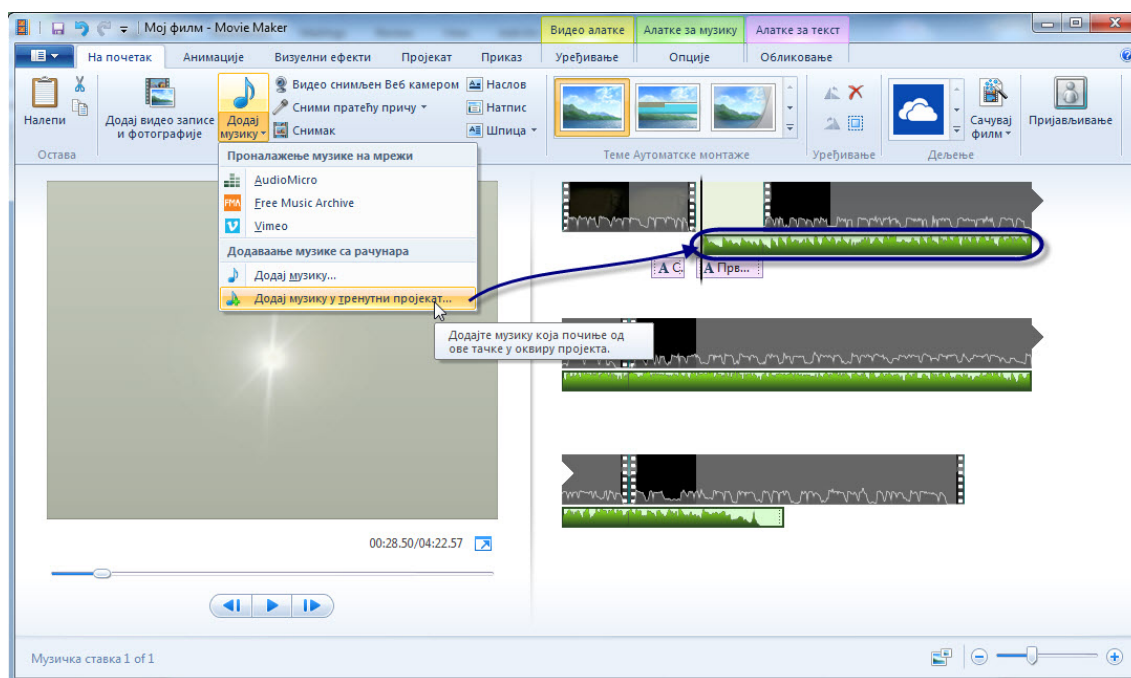 Мој филм - Movie Maker
Видео алатке
Алатке за музику
Алатке за текст
На почетак
Анимације
Визуелни ефекти
Пројекат
Приказ
Уређивање
Опције
Обликовање
Налепи
Додај видео записе
и фотографије
Додај
музику
Видео снимљен Веб камером
Сними пратећу причу
Снимак
Наслов
Натпис
Шпица
Сачувај
филм
Пријављивање
Остава
Теме Аутоматске монтаже
Уређивање
Дељење
Проналажење музике на мрежи
AudioMicro
FMA Free Music Archive
Vimeo
Додаваање музике са рачунара
Додај музику...
Додај музику у тренутни пројекат...
Додајте музику која почиње од
ове тачке у оквиру пројекта.
A С.
A Прв...
00:28.50/04:22.57
Музичка ставка 1 of 1